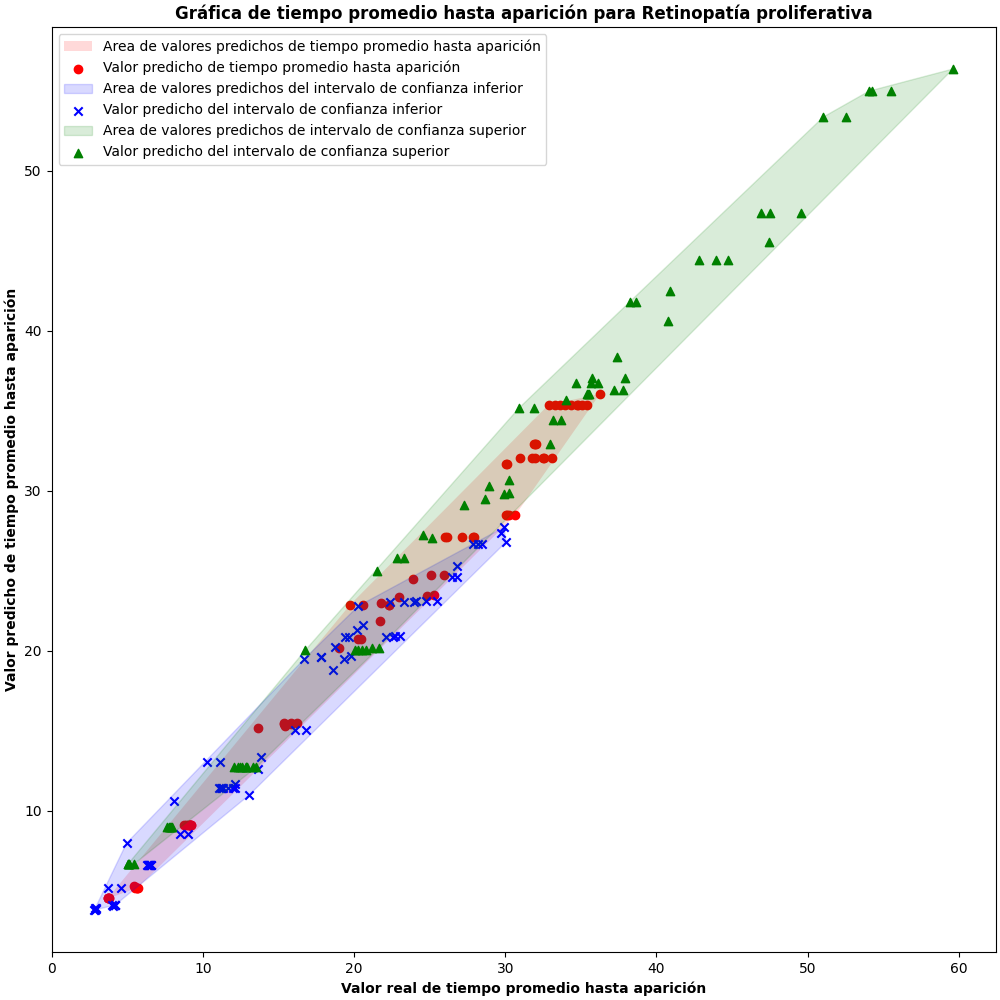 Gráfica de tiempo promedio hasta aparición para Retinopatía proliferativa
Area de valores predichos de tiempo promedio hasta aparición
Valor predicho de tiempo promedio hasta aparición
Area de valores predichos del intervalo de confianza inferior
Valor predicho del intervalo de confianza inferior
Area de valores predichos de intervalo de confianza superior
Valor predicho del intervalo de confianza superior
Valor predicho de tiempo promedio hasta aparición
50
40
30
20
10
0 10 20 30 40 50 60
Valor real de tiempo promedio hasta aparición